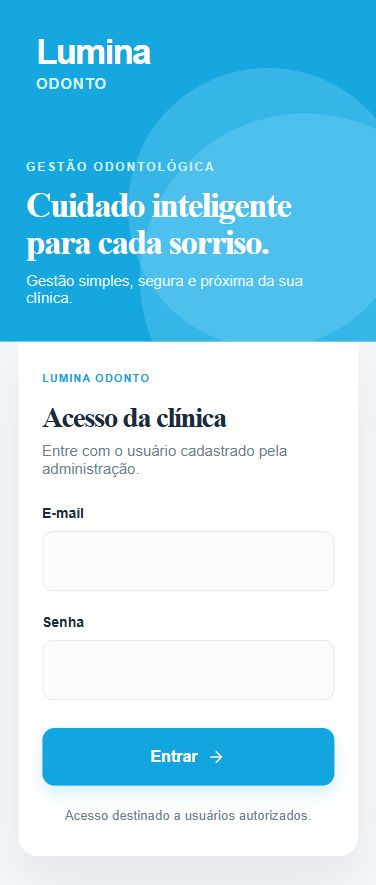 Lumina
ODONTO
GESTÃO ODONTOLÓGICA
Cuidado inteligente
para cada sorriso.
Gestão simples, segura e próxima da sua
clínica.
LUMINA ODONTO
Acesso da clínica
Entre com o usuário cadastrado pela
administração.
E-mail
Senha
Entrar →
Acesso destinado a usuários autorizados.